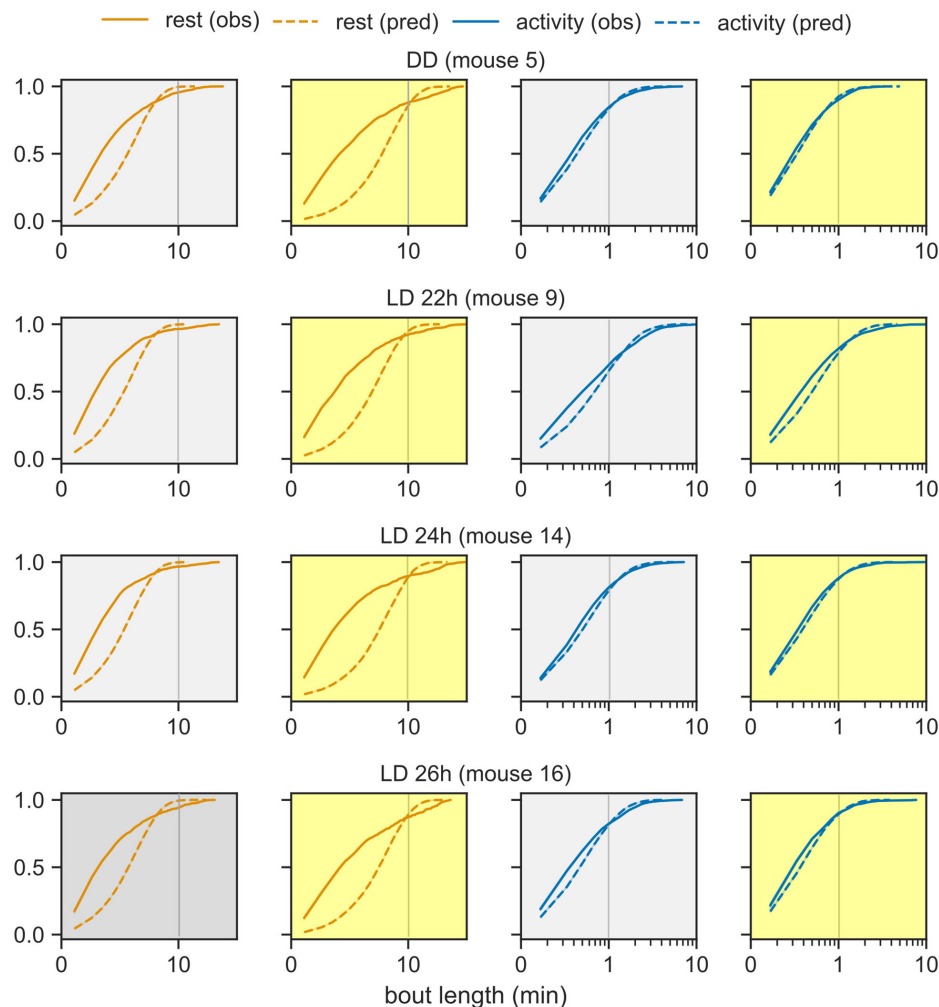 rest (obs) rest (pred) activity (obs) activity (pred)
DD (mouse 5)
1.0
0.5
0.0
0 10 0 10 0 1 10 0 1 10
LD 22h (mouse 9)
1.0
0.5
0.0
0 10 0 10 0 1 10 0 1 10
LD 24h (mouse 14)
1.0
0.5
0.0
0 10 0 10 0 1 10 0 1 10
LD 26h (mouse 16)
1.0
0.5
0.0
0 10 0 10 0 1 10 0 1 10
bout length (min)